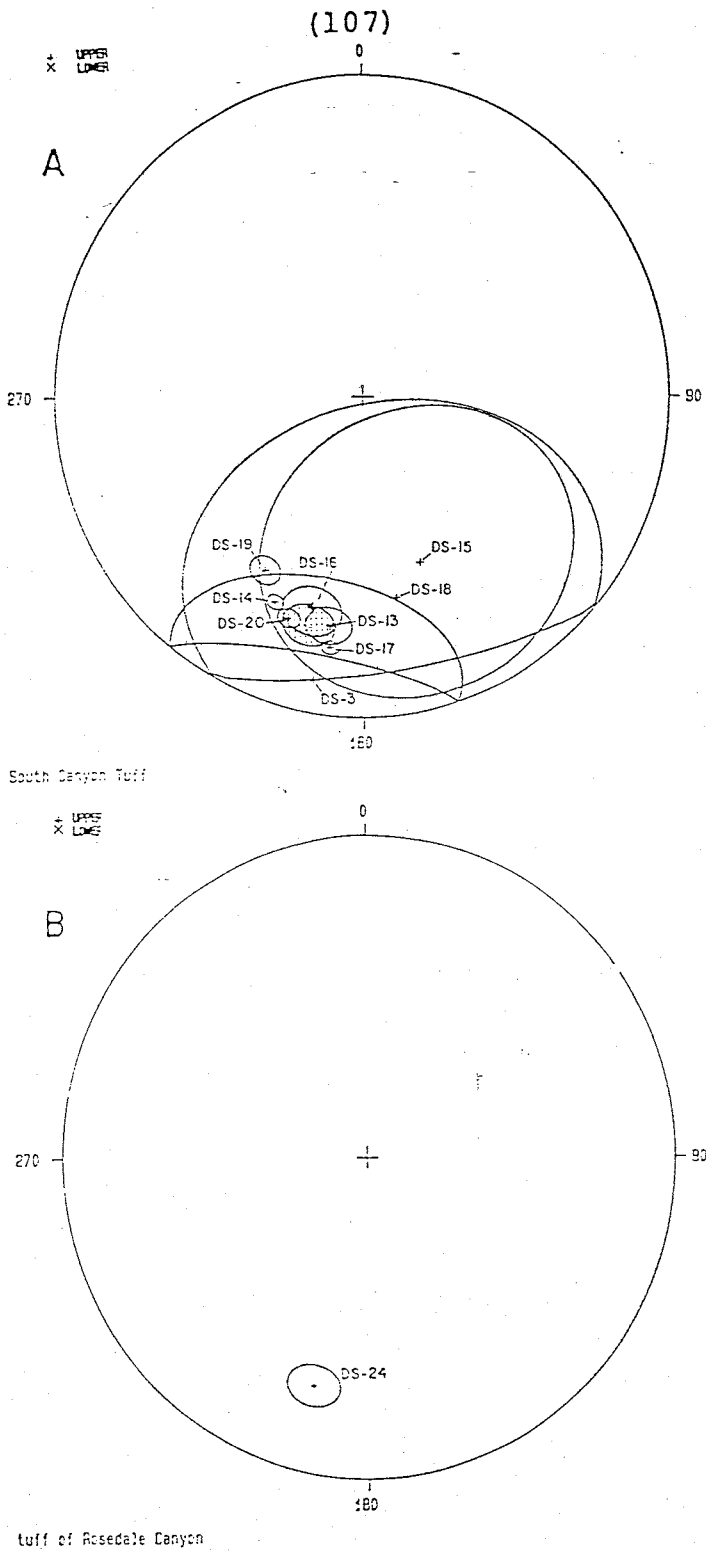 (107)
+ UPPER
× LOWER
0
A
270
90
DS-19
DS-16
DS-15
DS-14
DS-18
DS-20
DS-13
DS-17
DS-3
180
South Canyon Tuff
+ UPPER
× LOWER
0
B
270
90
DS-24
180
tuff of Rosedale Canyon